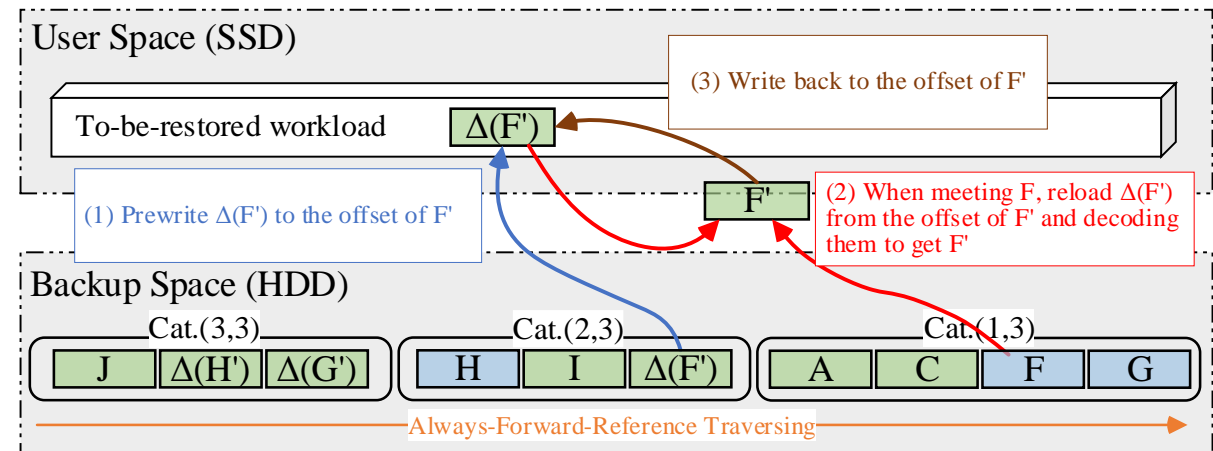 User Space (SSD)
(3) Write back to the offset of F'
To-be-restored workload
Δ(F')
F'
(1) Prewrite Δ(F') to the offset of F'
(2) When meeting F, reload Δ(F')
from the offset of F' and decoding
them to get F'
Backup Space (HDD)
Cat.(3,3)
Cat.(2,3)
Cat.(1,3)
J Δ(H') Δ(G')
H I Δ(F')
A C F G
Always-Forward-Reference Traversing